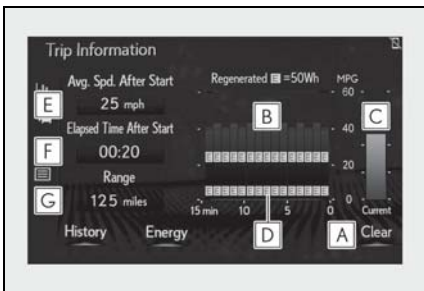 Trip Information
Avg. Spd. After Start
Regenerated E =50Wh
MPG
E
25 mph
60
B
C
Elapsed Time After Start
40
F
00:20
Range
20
G
125 miles
0
15 min 10 5 0 Current
D
A
History Energy Clear